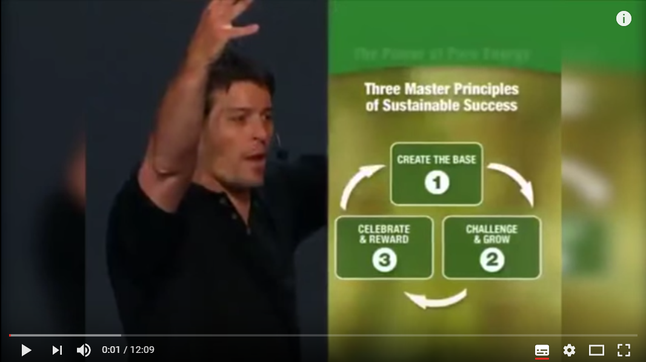 The Power of Pure Energy
Three Master Principles
of Sustainable Success
CREATE THE BASE
1
CELEBRATE
& REWARD
3
CHALLENGE
& GROW
2
0:01 / 12:09